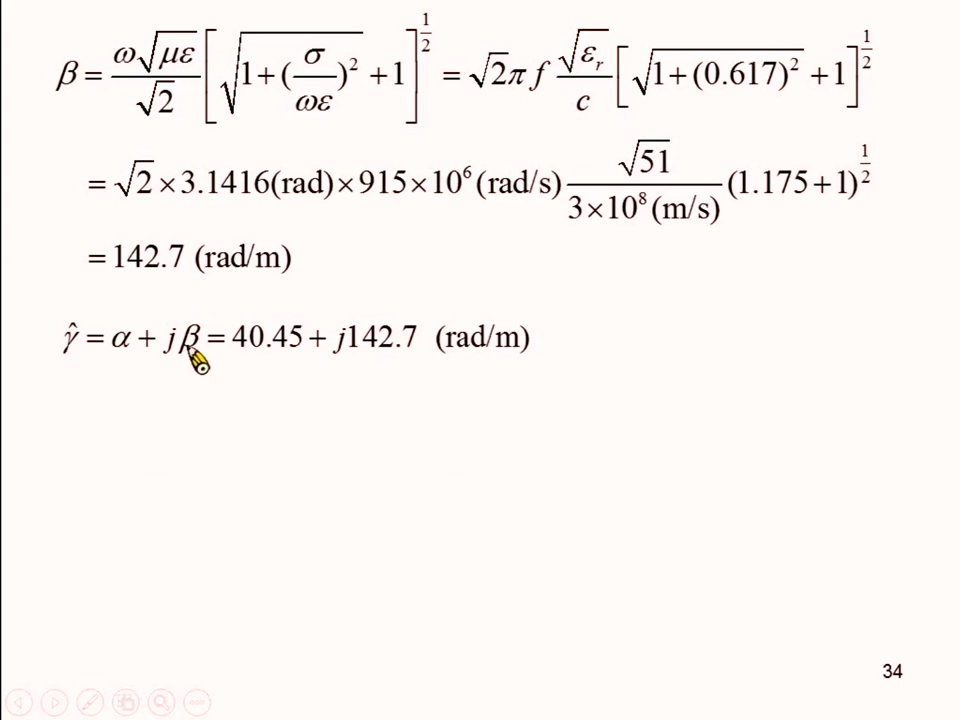 β = ω√με / √2 [√1+(σ/ωε)² + 1]^1/2 = √2π f √εr / c [√1+(0.617)² + 1]^1/2
= √2 × 3.1416(rad) × 915 × 10⁶ (rad/s) √51 / 3×10⁸ (m/s) (1.175 + 1)^1/2
= 142.7 (rad/m)
γ̂ = α + jβ = 40.45 + j142.7 (rad/m)
34